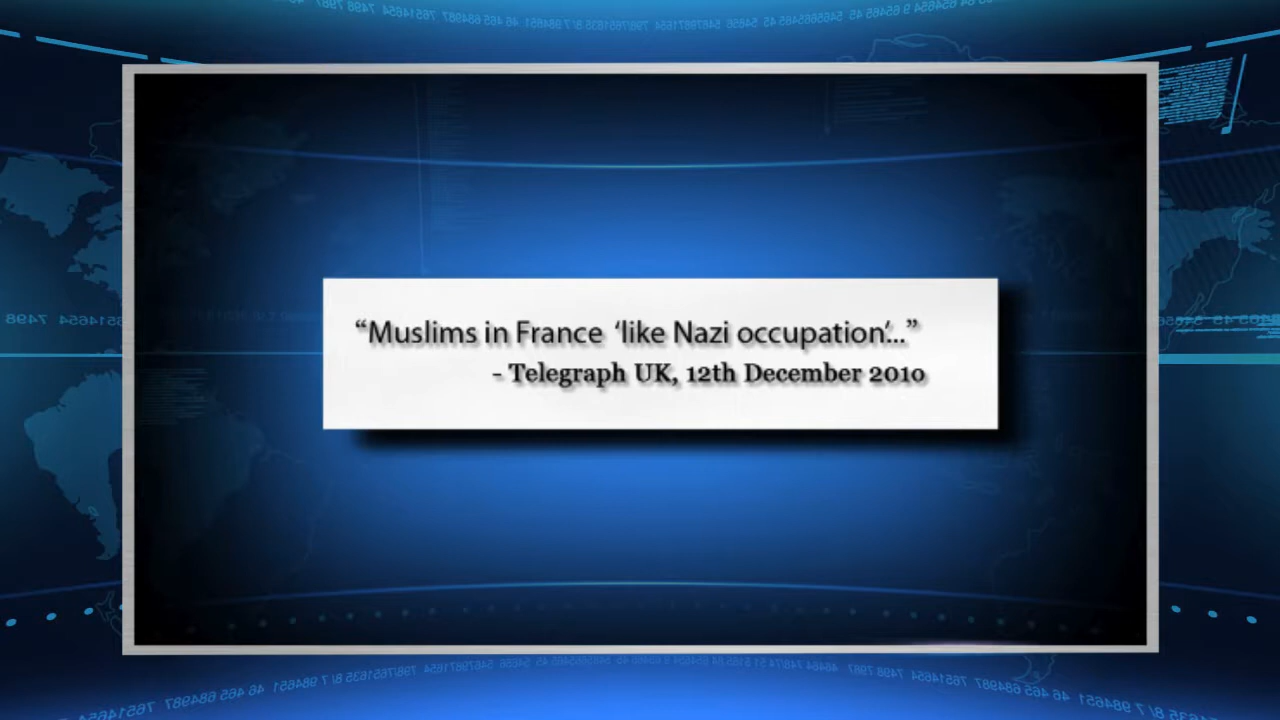 “Muslims in France ‘like Nazi occupation’...”
- Telegraph UK, 12th December 2010